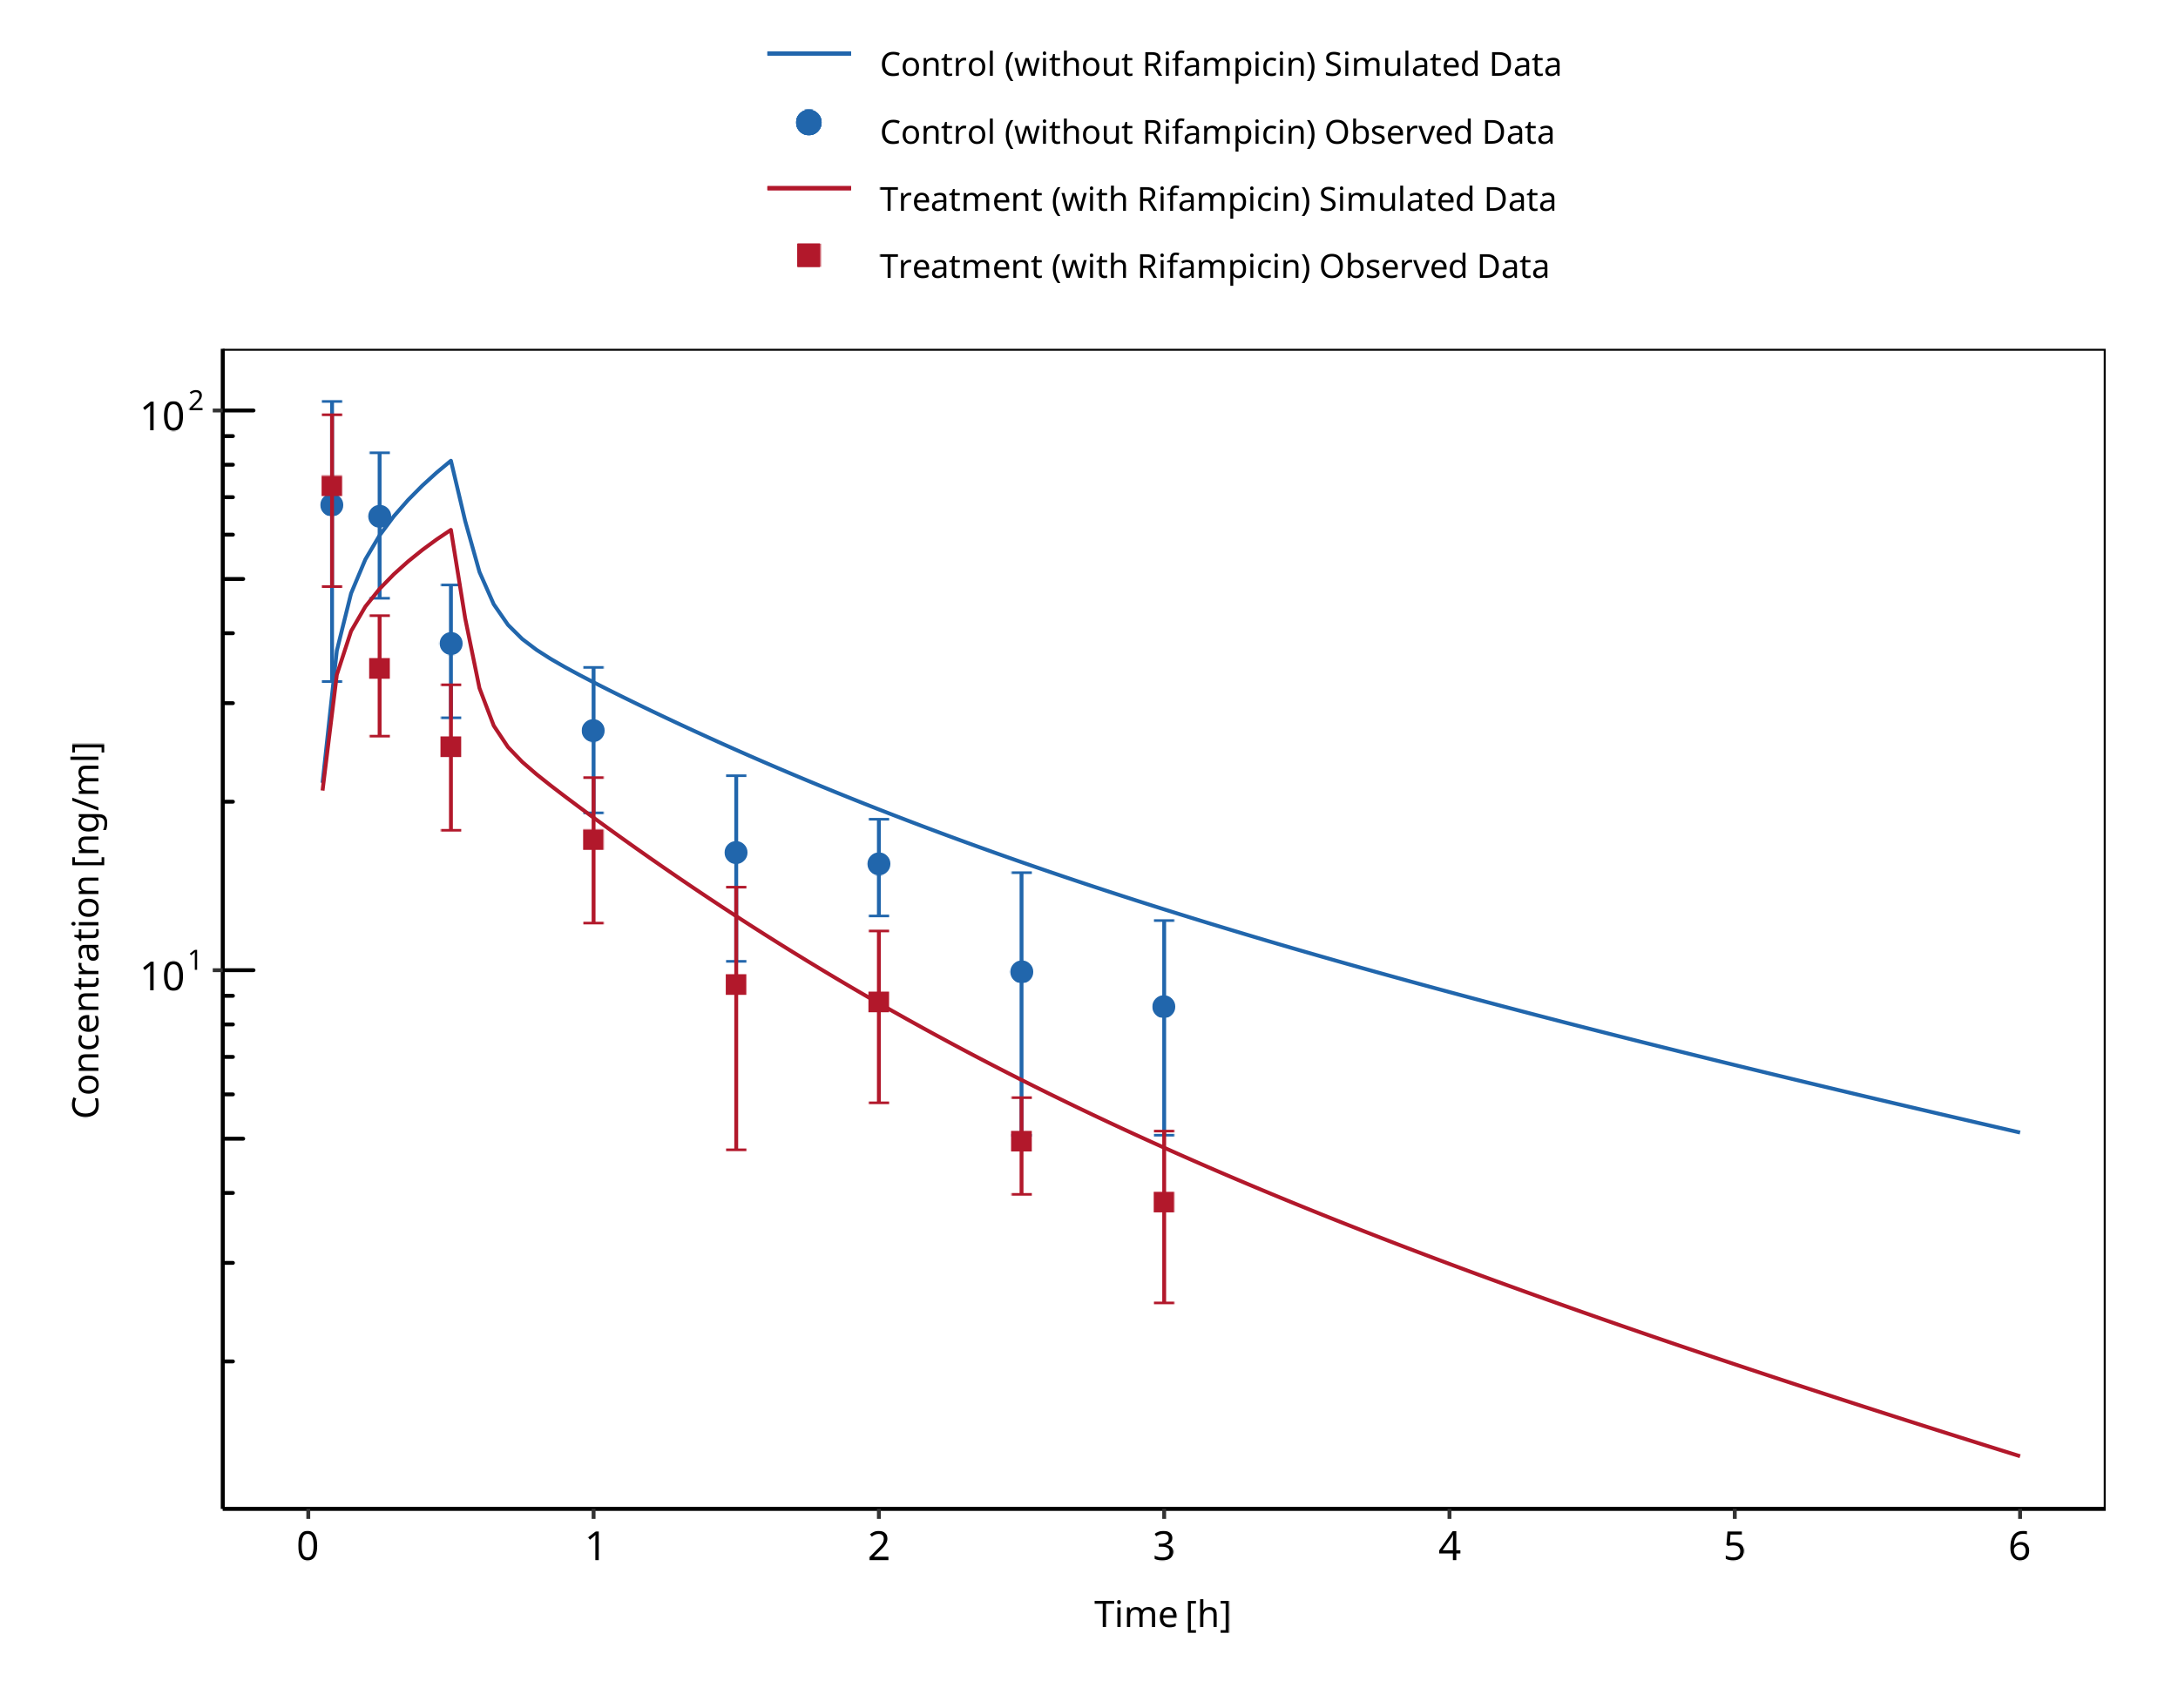 Control (without Rifampicin) Simulated Data
Control (without Rifampicin) Observed Data
Treatment (with Rifampicin) Simulated Data
Treatment (with Rifampicin) Observed Data
10²
10¹
Concentration [ng/ml]
0 1 2 3 4 5 6
Time [h]